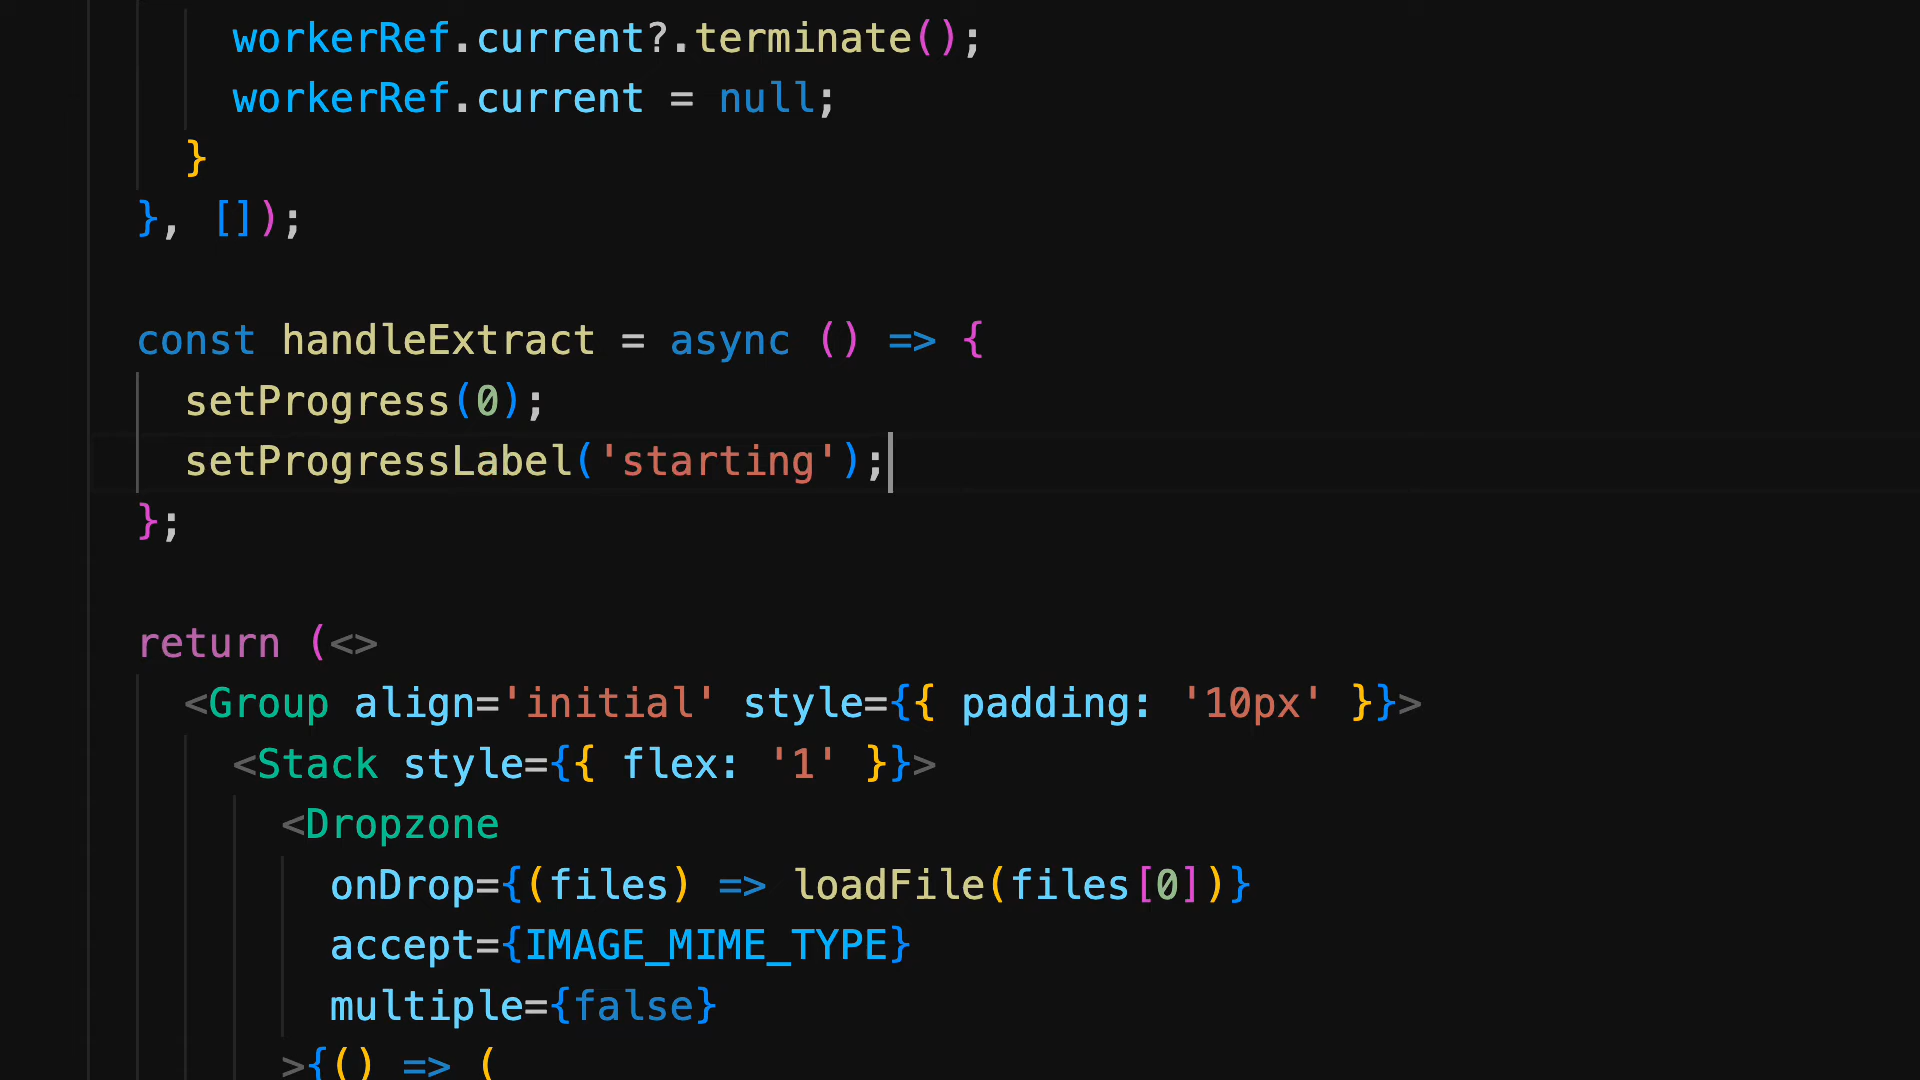 workerRef.current?.terminate();
workerRef.current = null;
}
}, []);
const handleExtract = async () => {
setProgress(0);
setProgressLabel('starting');
};
return (<>
<Group align='initial' style={{ padding: '10px' }}>
<Stack style={{ flex: '1' }}>
<Dropzone
onDrop={(files) => loadFile(files[0])}
accept={IMAGE_MIME_TYPE}
multiple={false}
>{() => (